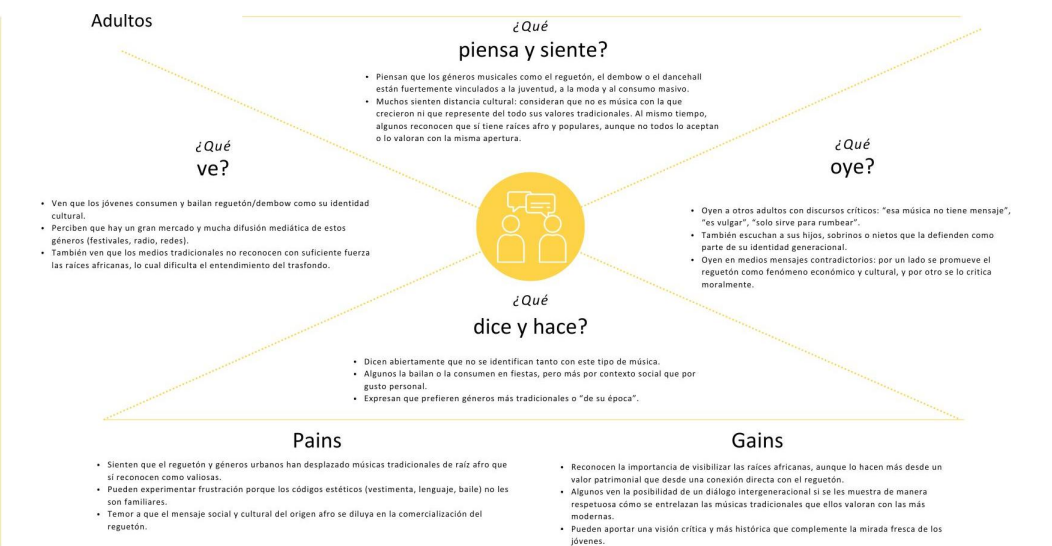 Adultos
¿Qué
piensa y siente?
• Piensan que los géneros musicales como el reguetón, el dembow o el dancehall
están fuertemente vinculados a la juventud, a la moda y al consumo masivo.
• Muchos sienten distancia cultural: consideran que no es música con la que
crecieron ni que represente del todo sus valores tradicionales. Al mismo tiempo,
algunos reconocen que sí tiene raíces afro y populares, aunque no todos lo aceptan
o lo valoran con la misma apertura.
¿Qué
ve?
• Ven que los jóvenes consumen y bailan reguetón/dembow como su identidad
cultural.
• Perciben que hay un gran mercado y mucha difusión mediática de estos
géneros (festivales, radio, redes).
• También ven que los medios tradicionales no reconocen con suficiente fuerza
las raíces africanas, lo cual dificulta el entendimiento del trasfondo.
¿Qué
oye?
• Oyen a otros adultos con discursos críticos: “esa música no tiene mensaje”,
“es vulgar”, “solo sirve para rumbear”.
• También escuchan a sus hijos, sobrinos o nietos que la defienden como
parte de su identidad generacional.
• Oyen en medios mensajes contradictorios: por un lado se promueve el
reguetón como fenómeno económico y cultural, y por otro se lo critica
moralmente.
¿Qué
dice y hace?
• Dicen abiertamente que no se identifican tanto con este tipo de música.
• Algunos la bailan o la consumen en fiestas, pero más por contexto social que por
gusto personal.
• Expresan que prefieren géneros más tradicionales o “de su época”.
Pains
• Sienten que el reguetón y géneros urbanos han desplazado músicas tradicionales de raíz afro que
sí reconocen como valiosas.
• Pueden experimentar frustración porque los códigos estéticos (vestimenta, lenguaje, baile) no les
son familiares.
• Temor a que el mensaje social y cultural del origen afro se diluya en la comercialización del
reguetón.
Gains
• Reconocen la importancia de visibilizar las raíces africanas, aunque lo hacen más desde un
valor patrimonial que desde una conexión directa con el reguetón.
• Algunos ven la posibilidad de un diálogo intergeneracional si se les muestra de manera
respetuosa cómo se entrelazan las músicas tradicionales que ellos valoran con las más
modernas.
• Pueden aportar una visión crítica y más histórica que complemente la mirada fresca de los
jóvenes.